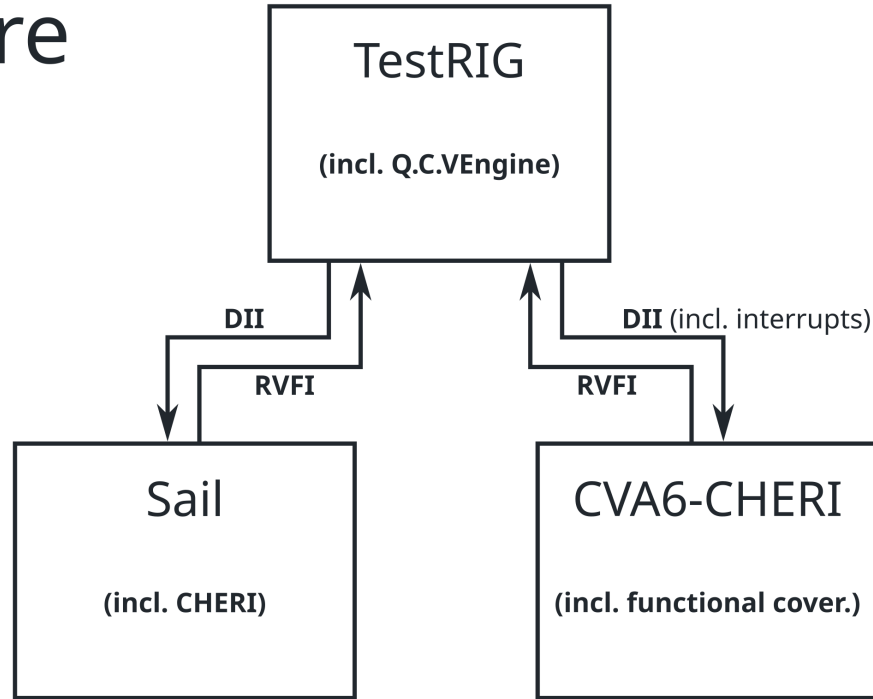 re
TestRIG
(incl. Q.C.VEngine)
DII
DII (incl. interrupts)
RVFI
RVFI
Sail
CVA6-CHERI
(incl. CHERI)
(incl. functional cover.)